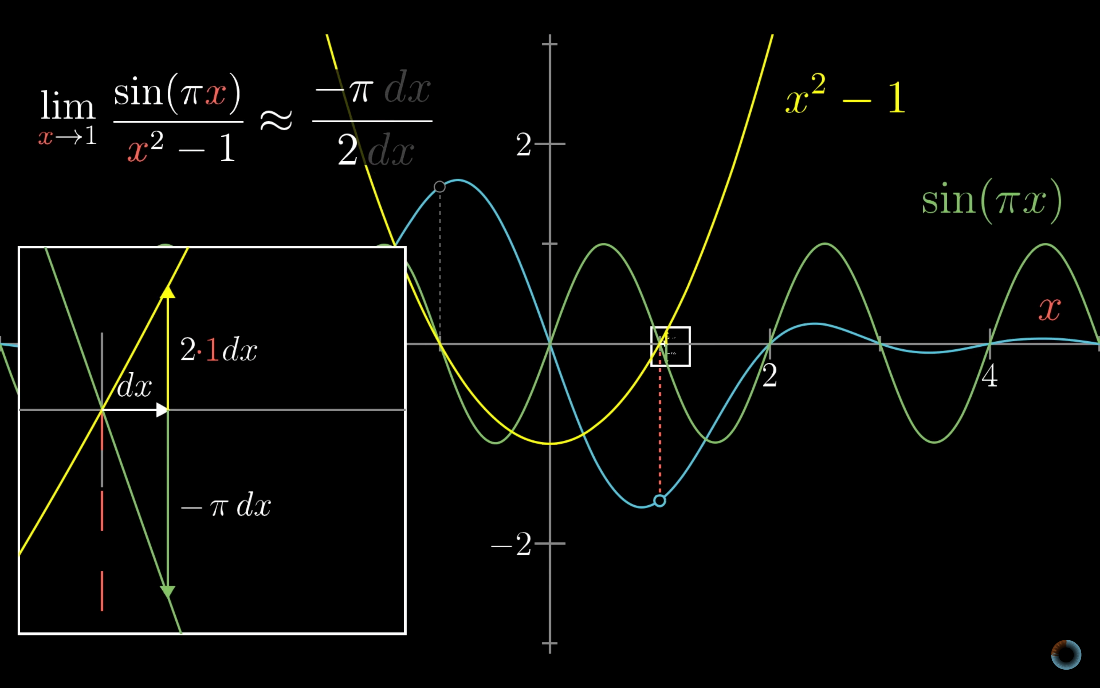 lim x→1 sin(πx) / x² − 1 ≈ −π dx / 2 dx
x² − 1
2
sin(πx)
x
2·1dx
dx
2
4
−π dx
−2